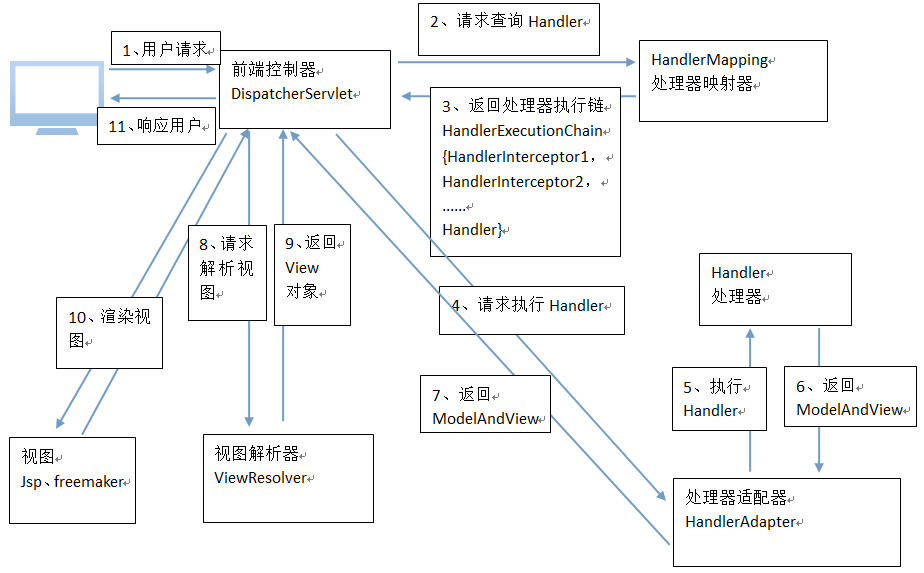 1、用户请求
11、响应用户
前端控制器
DispatcherServlet
2、请求查询 Handler
HandlerMapping
处理器映射器
3、返回处理器执行链
HandlerExecutionChain
{HandlerInterceptor1，
HandlerInterceptor2，
......
Handler}
4、请求执行 Handler
Handler
处理器
5、执行
Handler
6、返回
ModelAndView
处理器适配器
HandlerAdapter
7、返回
ModelAndView
8、请求
解析视
图
9、返回
View
对象
视图解析器
ViewResolver
10、渲染视
图
视图
Jsp、freemaker